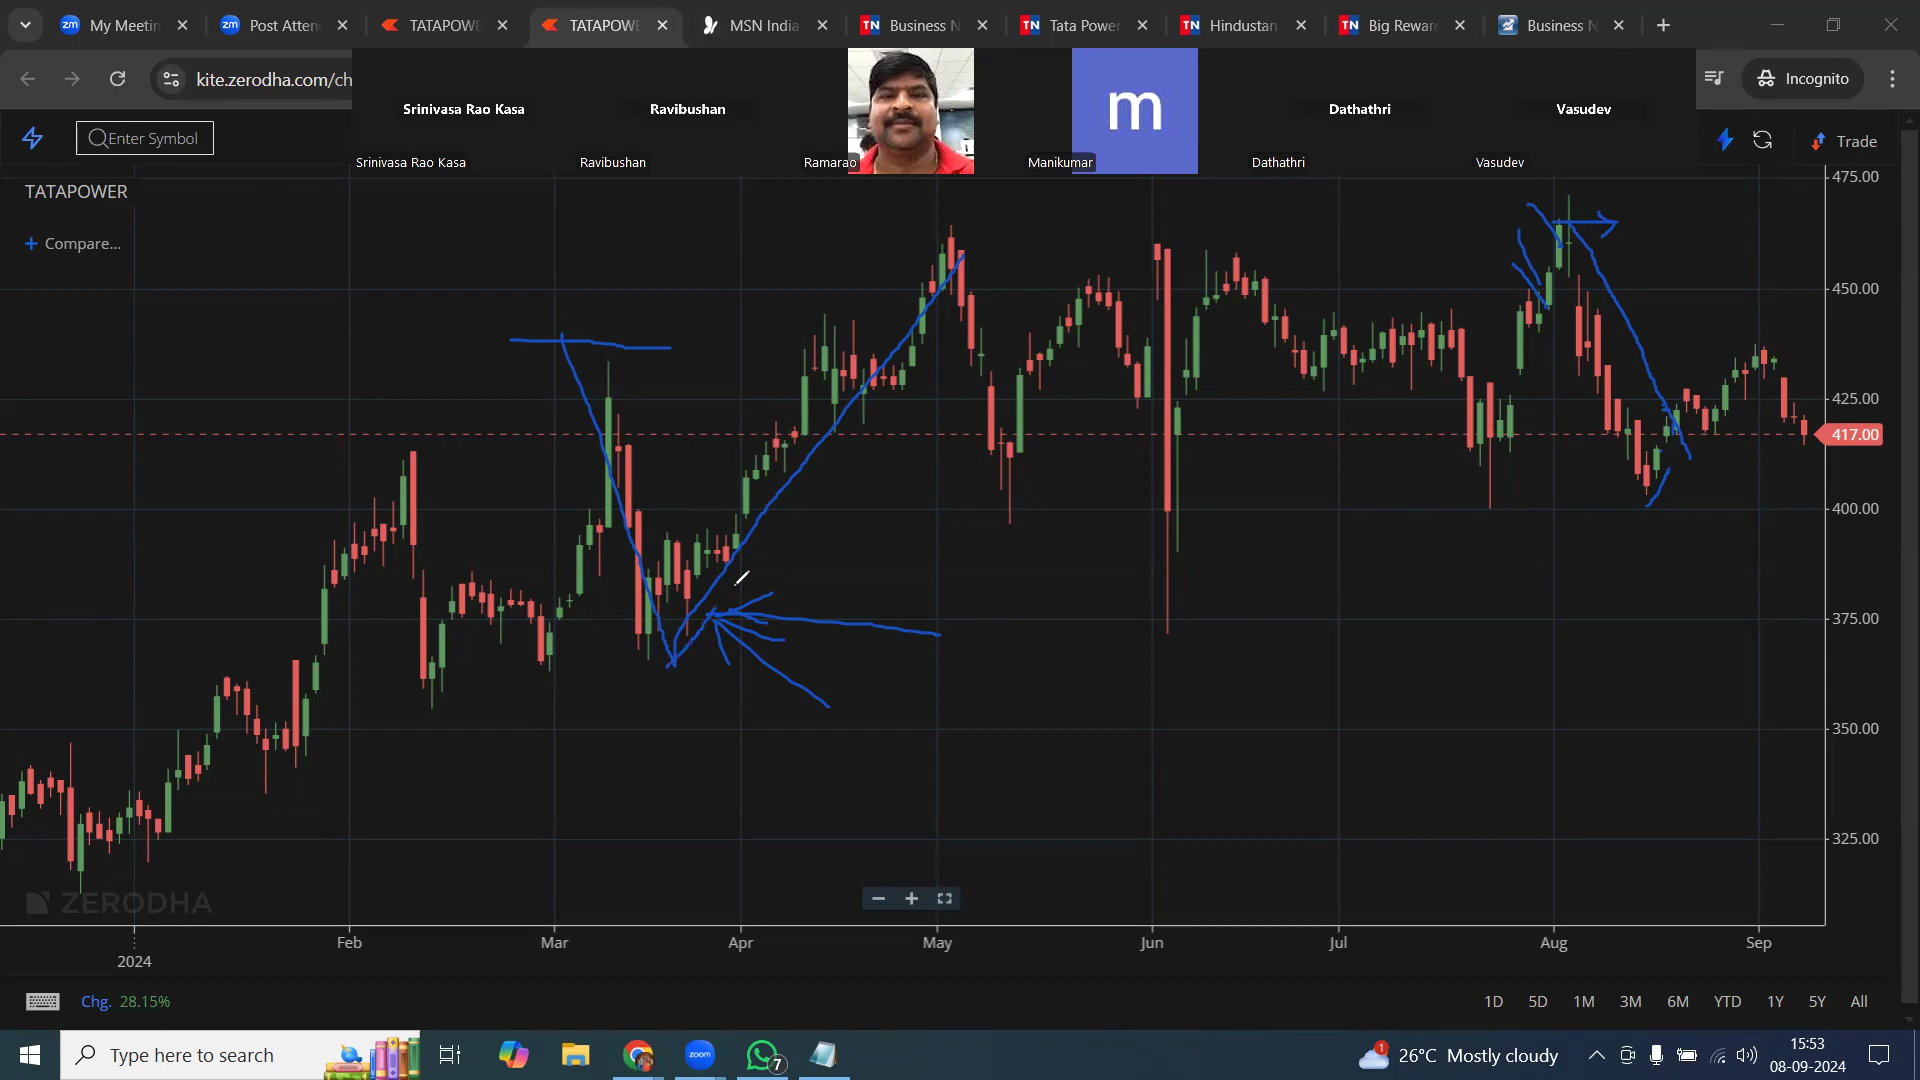 My Meetin
Post Atten
TATAPOWE
TATAPOWE
MSN India
Business N
Tata Power
Hindustan
Big Rewar
Business N
kite.zerodha.com/ch
Incognito
Srinivasa Rao Kasa
Ravibushan
m
Dathathri
Vasudev
Srinivasa Rao Kasa
Ravibushan
Ramarao
Manikumar
Dathathri
Vasudev
Enter Symbol
Trade
TATAPOWER
+ Compare...
475.00
450.00
425.00
417.00
400.00
375.00
350.00
325.00
ZERODHA
Feb
Mar
Apr
May
Jun
Jul
Aug
Sep
2024
Chg. 28.15%
1D 5D 1M 3M 6M YTD 1Y 5Y All
Type here to search
zoom
7
1
26°C Mostly cloudy
15:53
08-09-2024